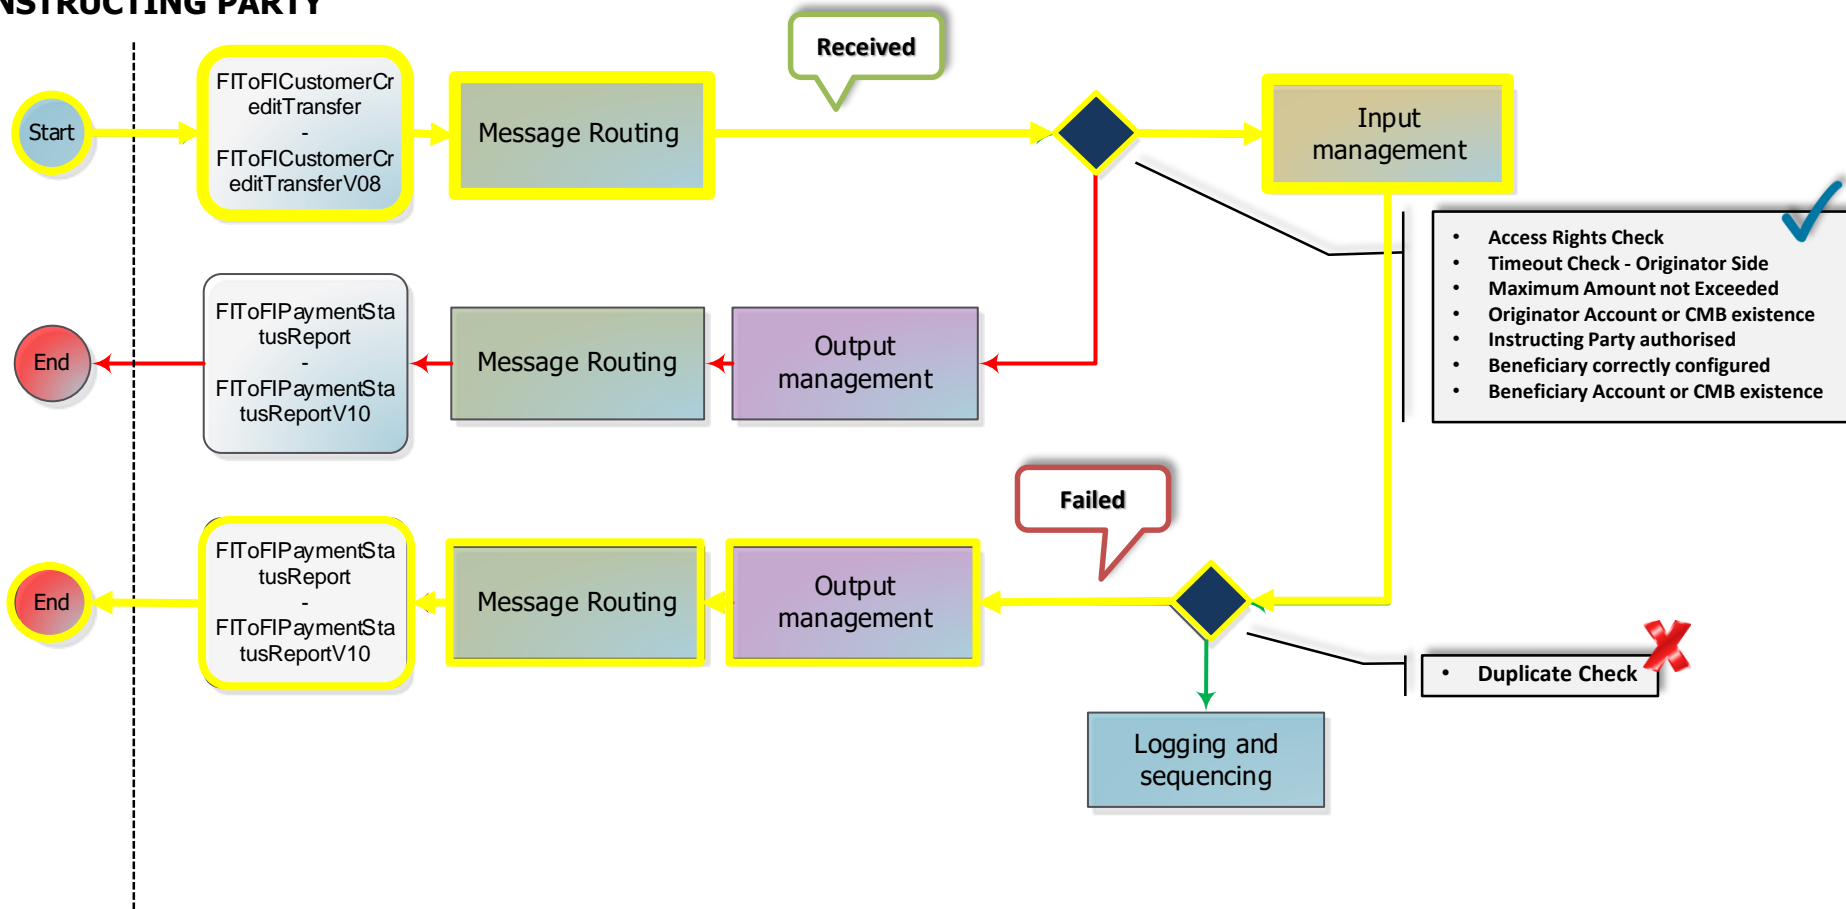 NSTRUCTING PARTY
Received
Start
FIToFICustomerCr
editTransfer
-
FIToFICustomerCr
editTransferV08
Message Routing
Input
management
• Access Rights Check
• Timeout Check - Originator Side
• Maximum Amount not Exceeded
• Originator Account or CMB existence
• Instructing Party authorised
• Beneficiary correctly configured
• Beneficiary Account or CMB existence
End
FIToFIPaymentSta
tusReport
-
FIToFIPaymentSta
tusReportV10
Message Routing
Output
management
Failed
End
FIToFIPaymentSta
tusReport
-
FIToFIPaymentSta
tusReportV10
Message Routing
Output
management
• Duplicate Check
Logging and
sequencing